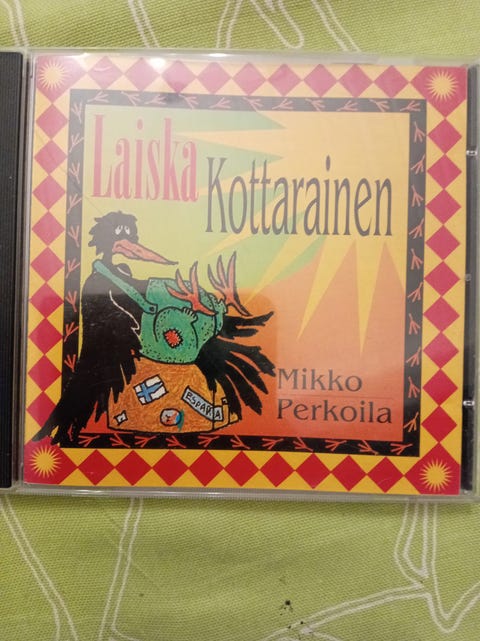 Laiska
Kottarainen
ESPAÑA
Mikko
Perkoila